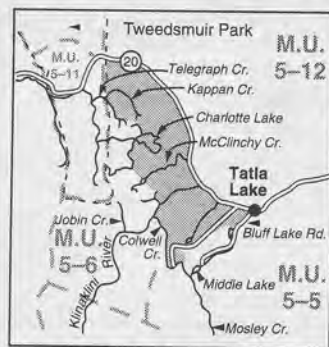 Tweedsmuir Park
M.U.
5–11
20
M.U.
5–12
Telegraph Cr.
Kappan Cr.
Charlotte Lake
McClinchy Cr.
Tatla
Lake
Jobin Cr.
Bluff Lake Rd.
M.U.
5–6
Colwell
Cr.
Klinaklini River
M.U.
5–5
Middle Lake
Mosley Cr.